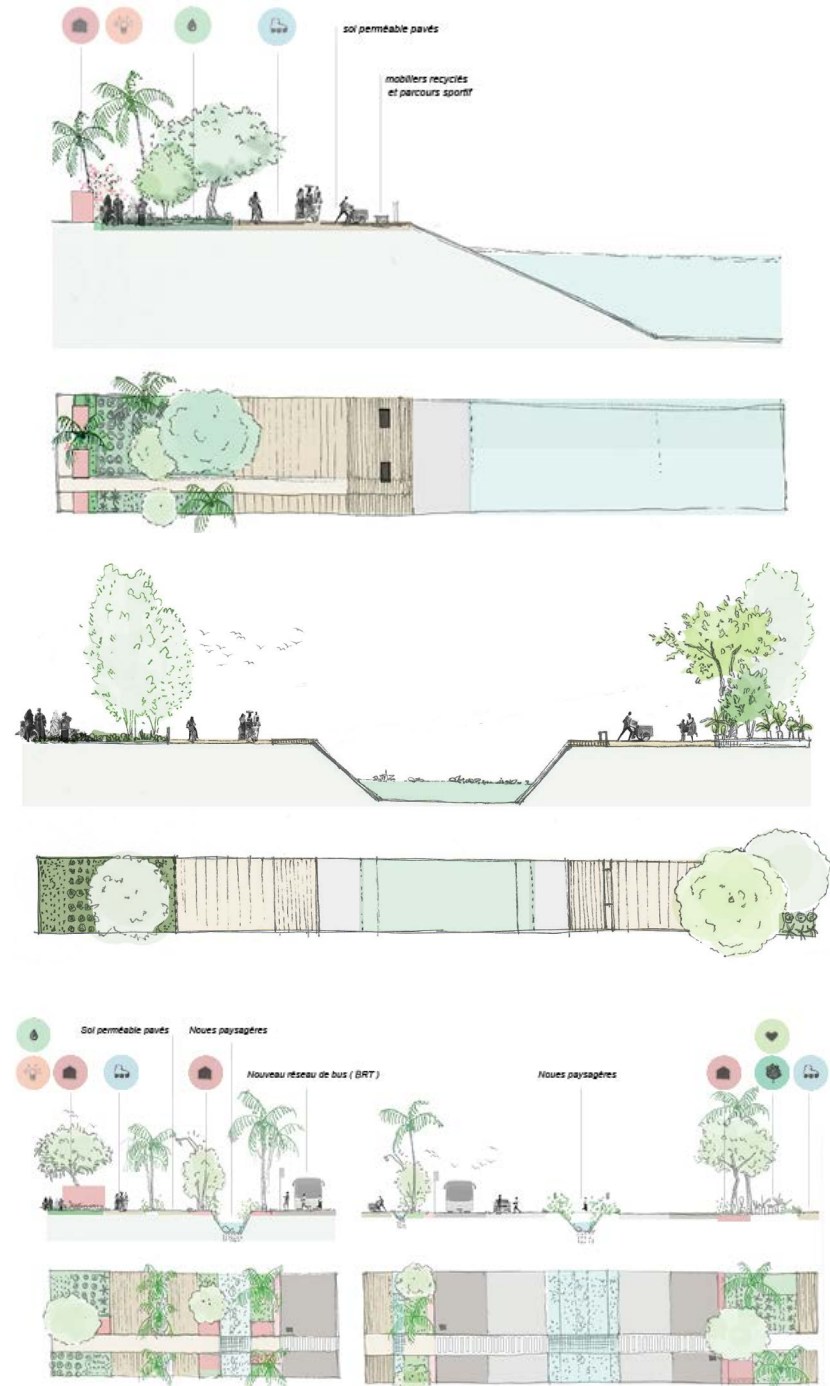 sol perméable pavés
mobiliers recyclés
et parcours sportif
Sol perméable pavés
Noues paysagères
Nouveau réseau de bus ( BRT )
Noues paysagères